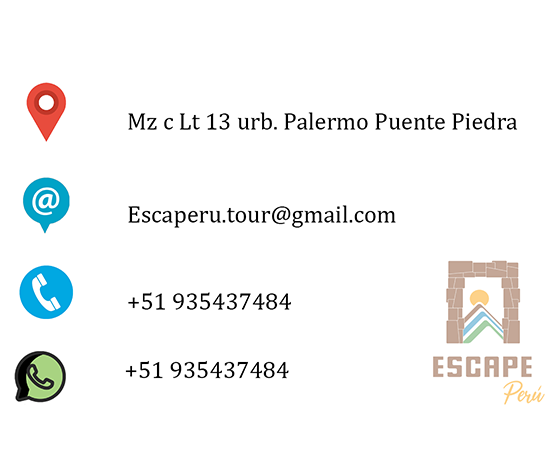 Mz c Lt 13 urb. Palermo Puente Piedra
@
Escaperu.tour@gmail.com
+51 935437484
+51 935437484
ESCAPE
Perú